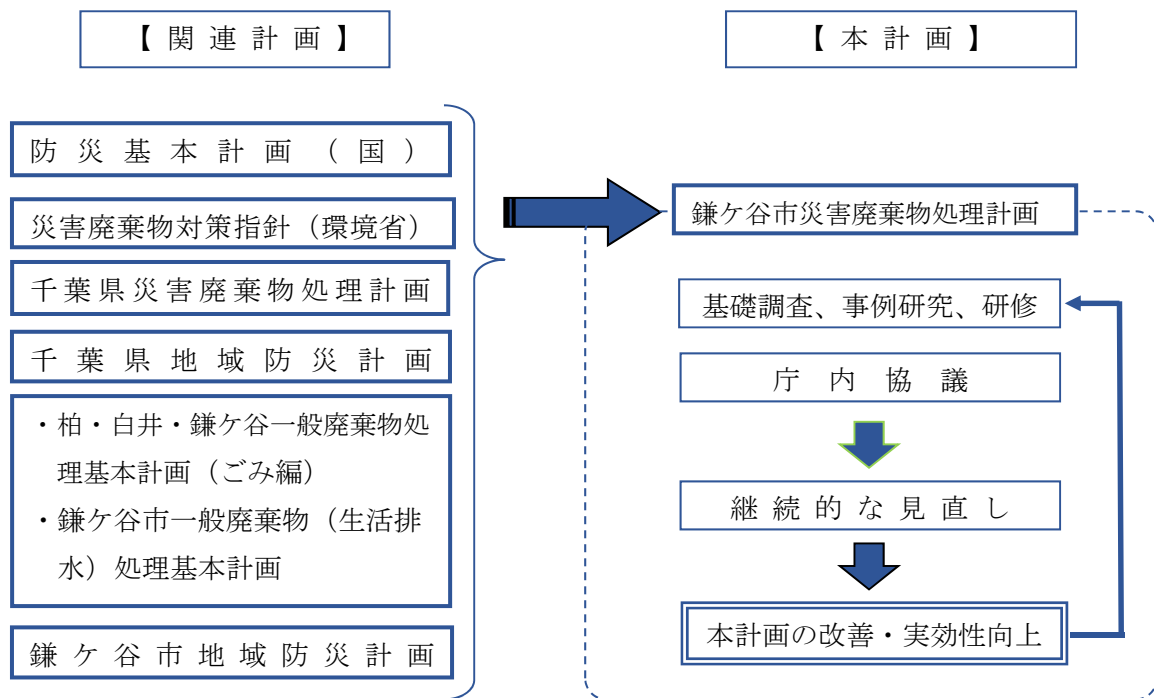 【関連計画】
防災基本計画（国）
災害廃棄物対策指針（環境省）
千葉県災害廃棄物処理計画
千葉県地域防災計画
・柏・白井・鎌ケ谷一般廃棄物処
理基本計画（ごみ編）
・鎌ケ谷市一般廃棄物（生活排
水）処理基本計画
鎌ケ谷市地域防災計画
【本計画】
鎌ケ谷市災害廃棄物処理計画
基礎調査、事例研究、研修
庁内協議
継続的な見直し
本計画の改善・実効性向上